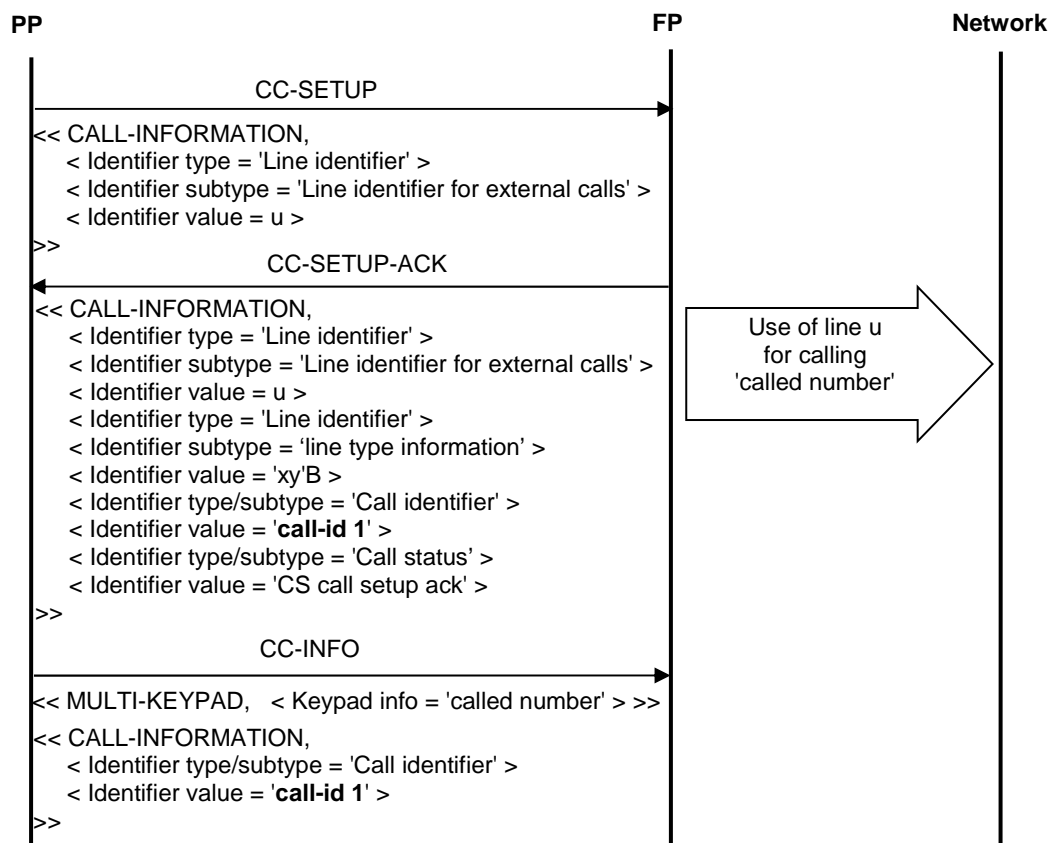 PP FP Network
CC-SETUP
<< CALL-INFORMATION,
< Identifier type = 'Line identifier' >
< Identifier subtype = 'Line identifier for external calls' >
< Identifier value = u >
>>
CC-SETUP-ACK
<< CALL-INFORMATION,
< Identifier type = 'Line identifier' >
< Identifier subtype = 'Line identifier for external calls' >
< Identifier value = u >
< Identifier type = 'Line identifier' >
< Identifier subtype = ‘line type information’ >
< Identifier value = 'xy'B >
< Identifier type/subtype = 'Call identifier' >
< Identifier value = 'call-id 1' >
< Identifier type/subtype = 'Call status’ >
< Identifier value = 'CS call setup ack' >
>>
Use of line u
for calling
'called number'
CC-INFO
<< MULTI-KEYPAD, < Keypad info = 'called number' > >>
<< CALL-INFORMATION,
< Identifier type/subtype = 'Call identifier' >
< Identifier value = 'call-id 1' >
>>